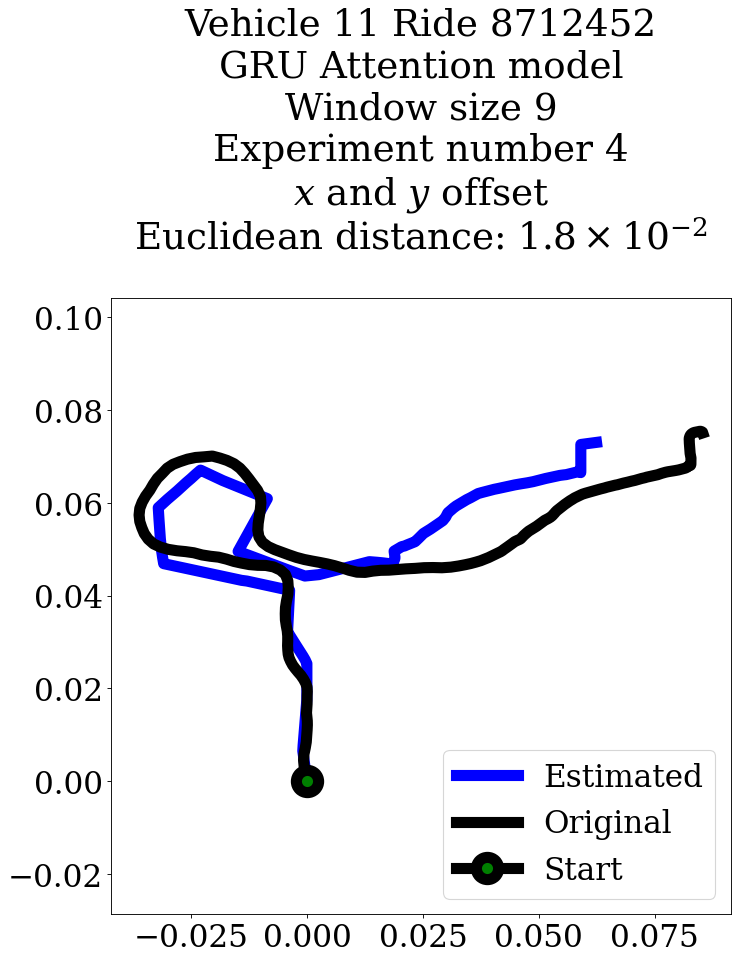 Vehicle 11 Ride 8712452
GRU Attention model
Window size 9
Experiment number 4
x and y offset
Euclidean distance: 1.8 × 10⁻²
0.10
0.08
0.06
0.04
0.02
0.00
−0.02
Estimated
Original
Start
−0.025 0.000 0.025 0.050 0.075